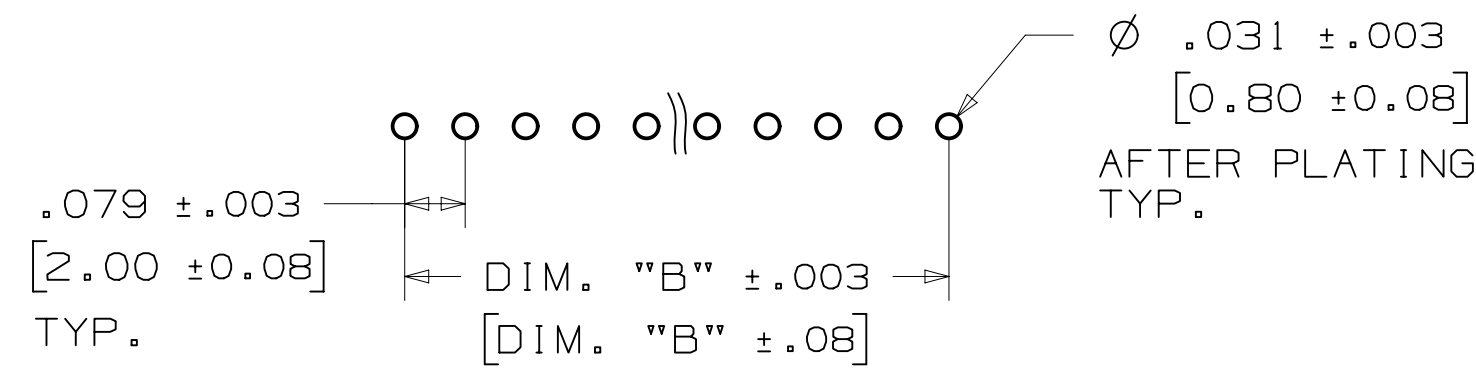 Ø .031 ±.003
[0.80 ±0.08]
AFTER PLATING
TYP.
.079 ±.003
[2.00 ±0.08]
TYP.
DIM. "B" ±.003
[DIM. "B" ±.08]